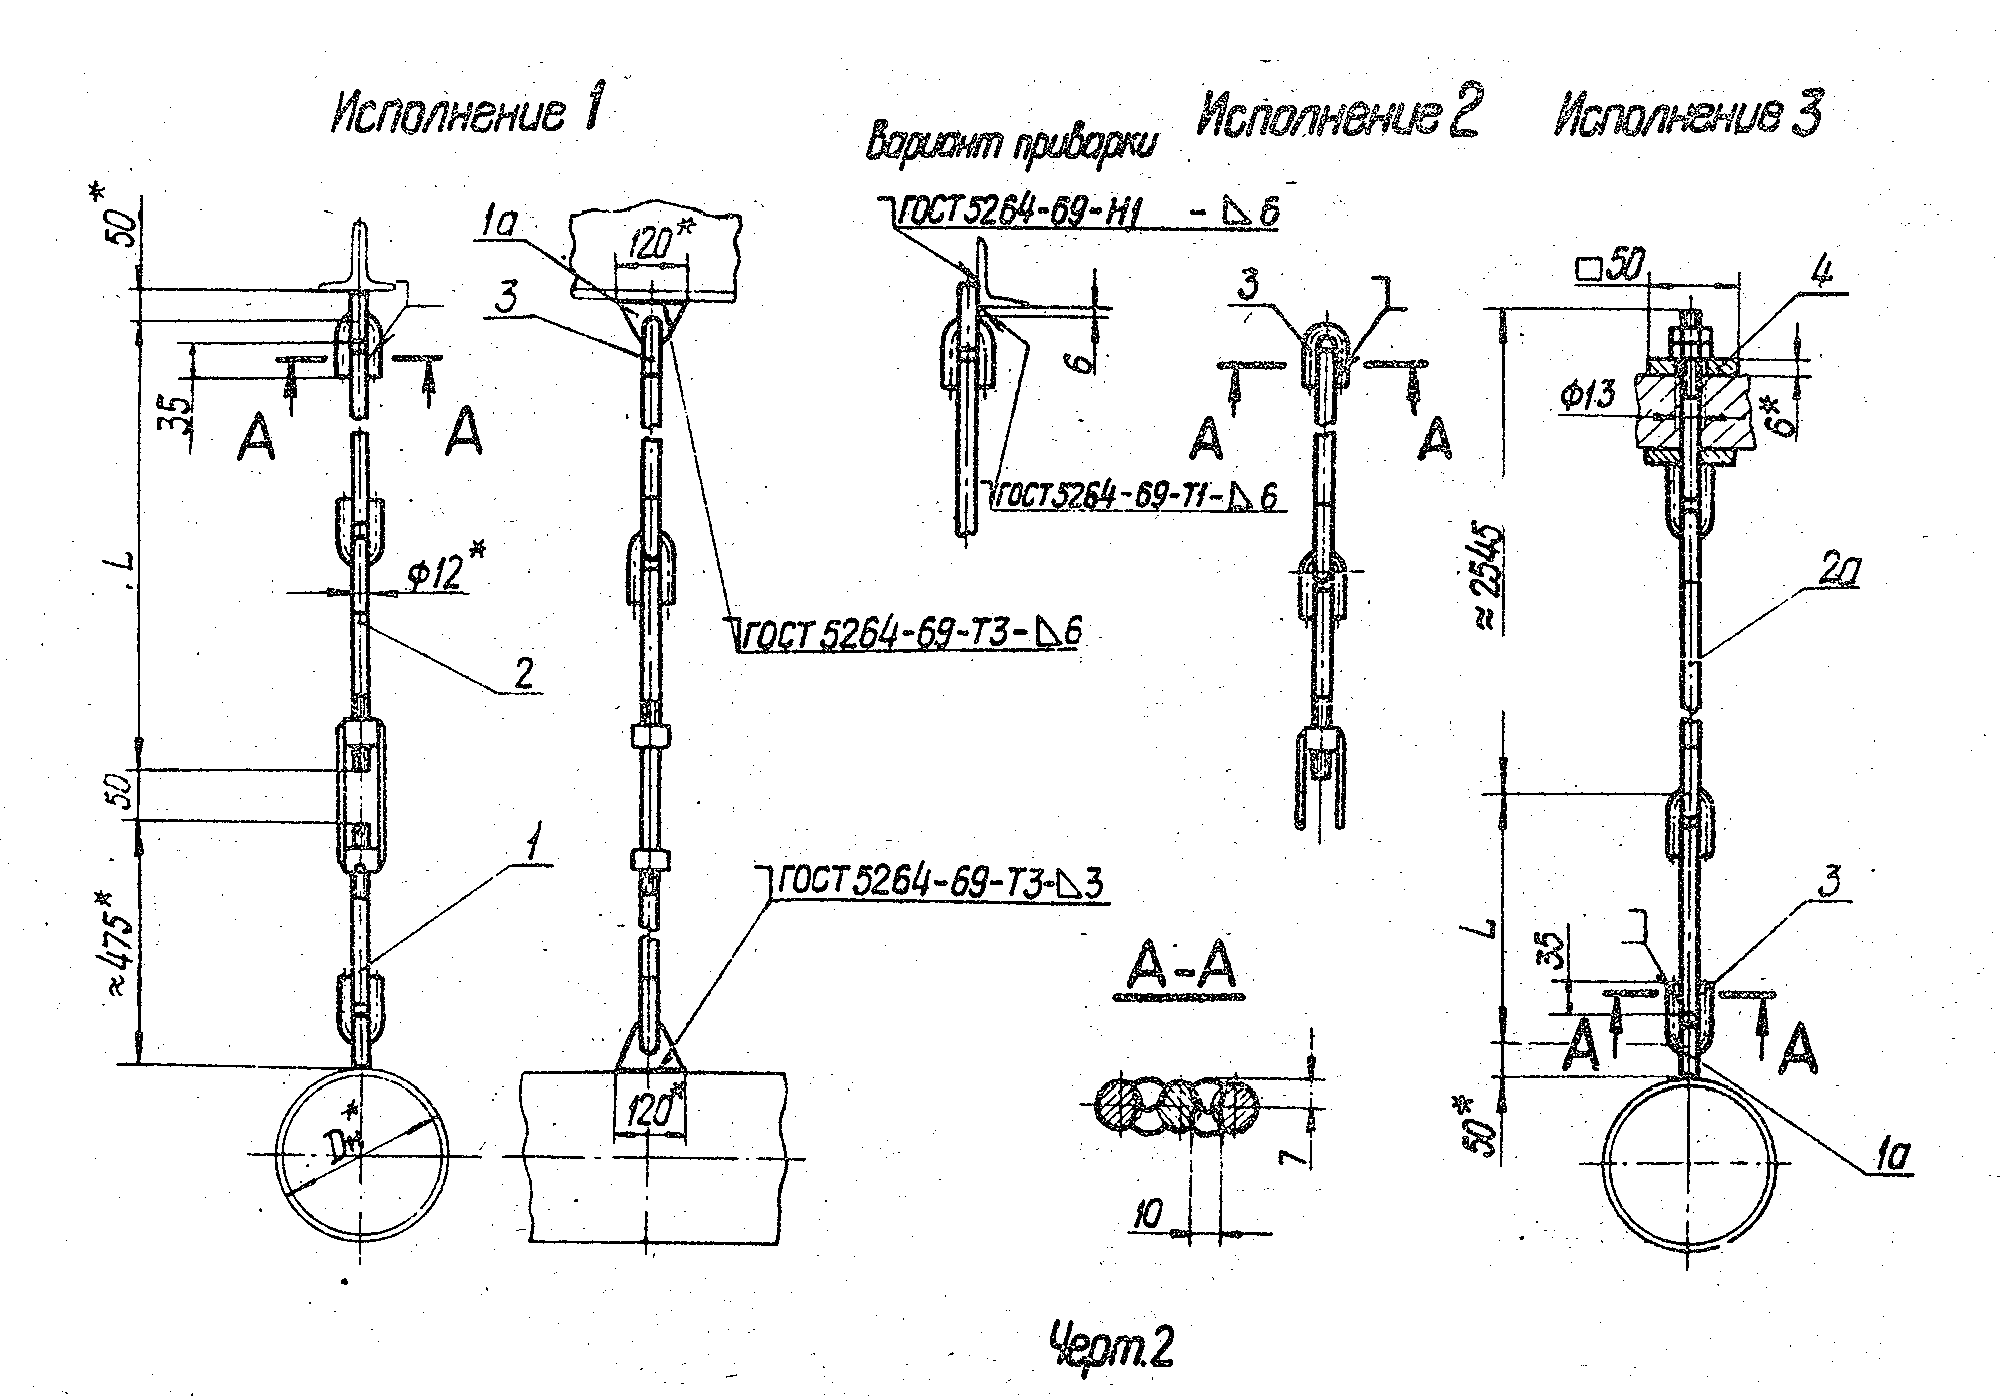 Исполнение 1
Вариант приварки
Исполнение 2
Исполнение 3
50*
1а
120*
ГОСТ 5264-69-Н1 - ◺ 6
3
3
□50
4
35
А
А
6
А
А
ф13
6*
ГОСТ 5264-69-Т1-◺ 6
L
ф12*
≈2545
2а
ГОСТ 5264-69-Т3-◺6
2
50
1
≈475*
ГОСТ 5264-69-Т3-◺3
3
L
35
А-А
А
А
120*
Dн*
7
50*
1а
10
Черт.2